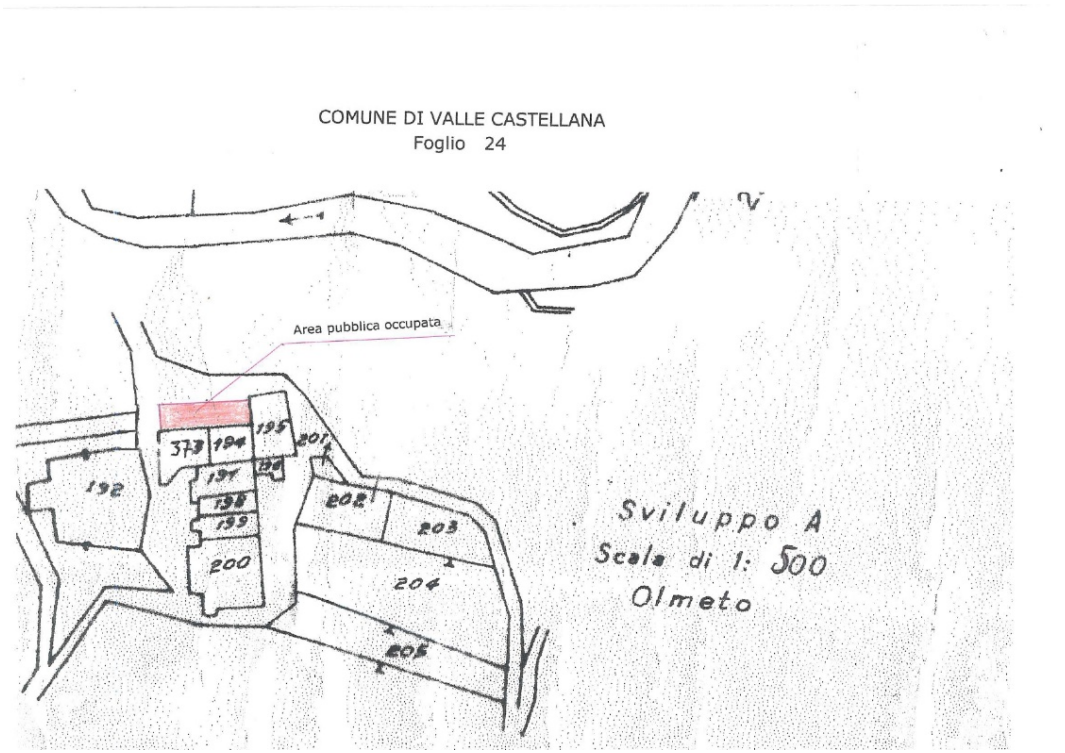 COMUNE DI VALLE CASTELLANA
Foglio 24
Area pubblica occupata
195
373 194
201
197 196
192
198
202
199
203
200
204
205
Sviluppo A
Scala di 1: 500
Olmeto